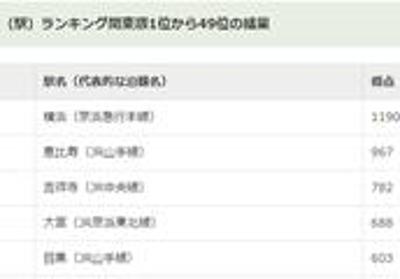 （駅）ランキング関東版1位から49位の結果
駅名（代表的な沿線名） 得点
横浜（京浜急行本線） 1190
恵比寿（JR山手線） 967
吉祥寺（JR中央線） 782
大宮（JR京浜東北線） 688
目黒（JR山手線） 603